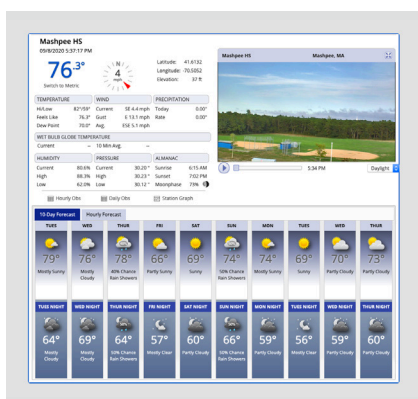 Mashpee HS
09/8/2020 5:37:17 PM
76.3°
Switch to Metric
N
4
mph
Latitude: 41.6132
Longitude: -70.5052
Elevation: 37 ft
Mashpee HS Mashpee, MA
TEMPERATURE WIND PRECIPITATION
Hi/Low 82°/59° Current SE 4.4 mph Today 0.00"
Feels Like 76.3° Gust E 13.1 mph Rate 0.00"
Dew Point 70.0° Avg. ESE 5.1 mph
WET BULB GLOBE TEMPERATURE
Current -- 10 Min Avg. --
HUMIDITY PRESSURE ALMANAC
Current 80.6% Current 30.20 " Sunrise 6:15 AM
High 98.3% High 30.23 " Sunset 7:02 PM
Low 62.0% Low 30.12 " Moonphase 73%
5:34 PM Daylight
Hourly Obs Daily Obs Station Graph
10-Day Forecast Hourly Forecast
TUES WED THUR FRI SAT SUN MON TUES WED THUR
79° 76° 78° 66° 69° 74° 74° 69° 70° 73°
Mostly Sunny Mostly Cloudy 40% Chance Rain Showers Partly Sunny Sunny 50% Chance Rain Showers Mostly Sunny Sunny Partly Cloudy Partly Cloudy
TUES NIGHT WED NIGHT THUR NIGHT FRI NIGHT SAT NIGHT SUN NIGHT MON NIGHT TUES NIGHT WED NIGHT THUR NIGHT
64° 69° 64° 57° 60° 66° 59° 56° 59° 60°
Mostly Cloudy Mostly Cloudy 50% Chance Rain Showers Mostly Clear Partly Cloudy 50% Chance Rain Showers Partly Cloudy Mostly Clear Partly Cloudy Partly Cloudy